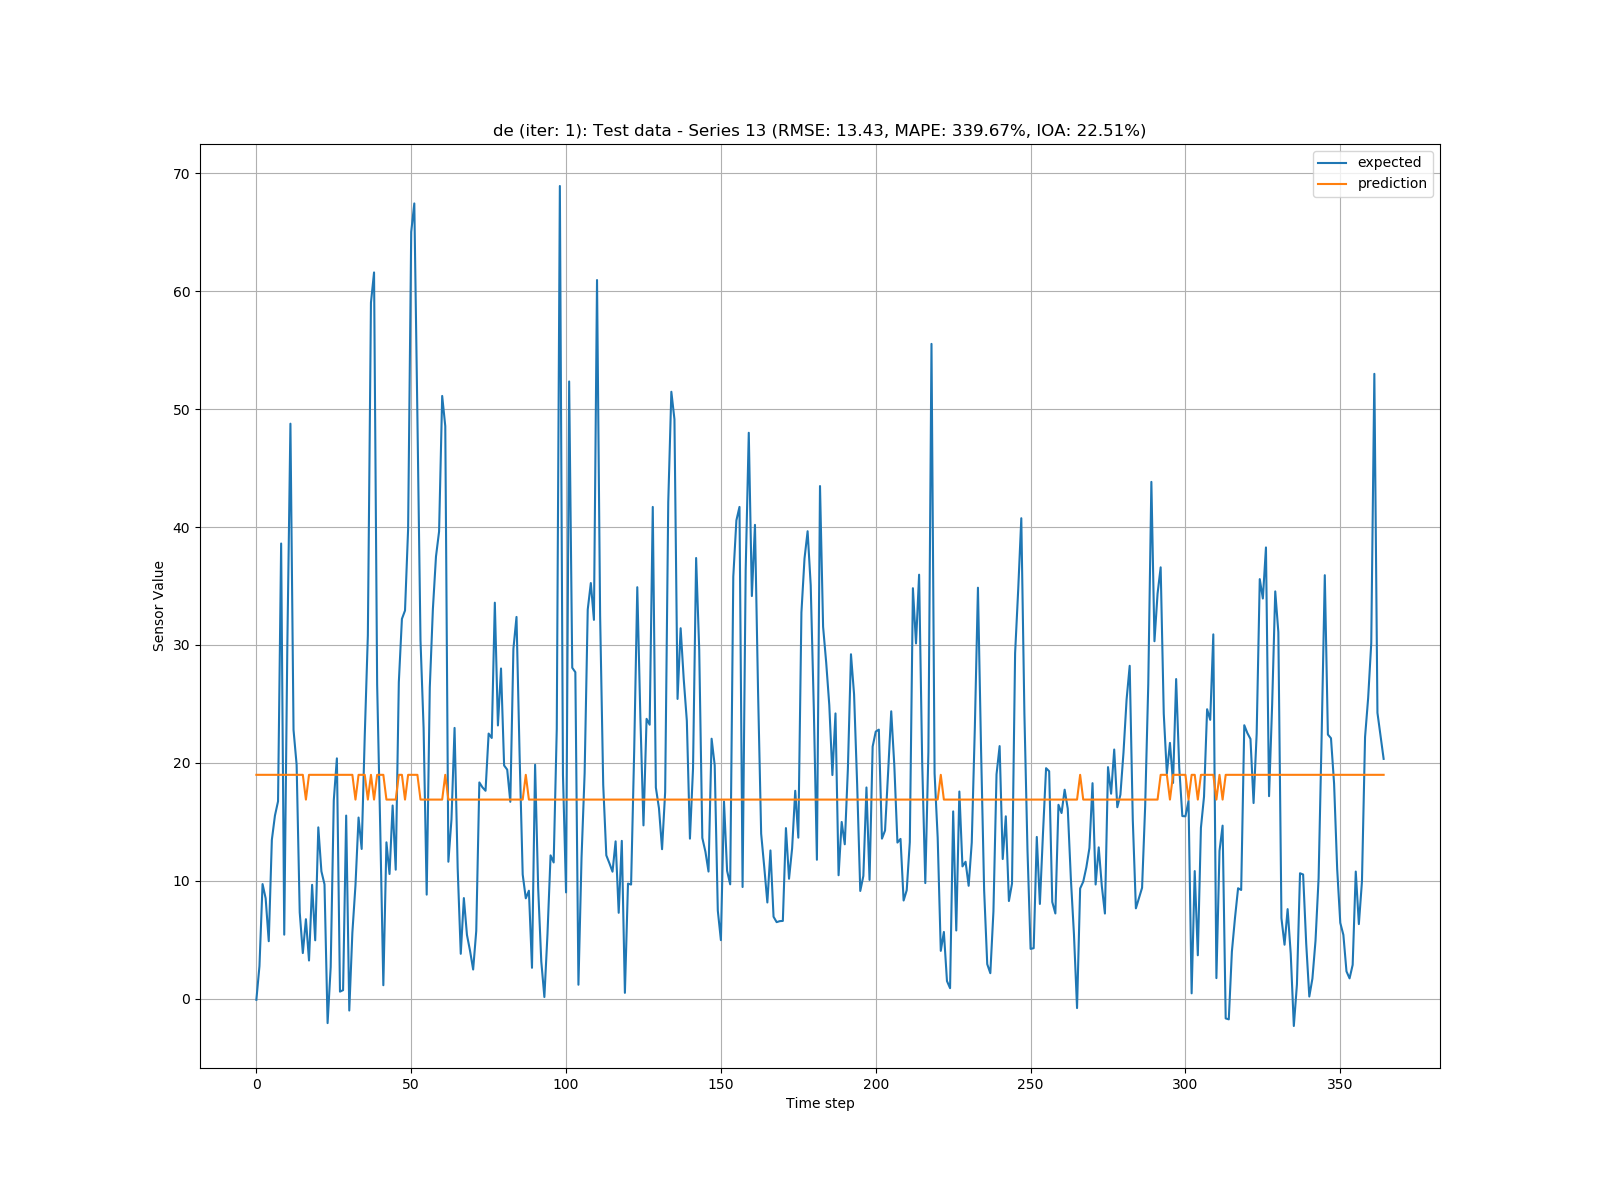 de (iter: 1): Test data - Series 13 (RMSE: 13.43, MAPE: 339.67%, IOA: 22.51%)
expected
prediction
Sensor Value
70
60
50
40
30
20
10
0
0 50 100 150 200 250 300 350
Time step